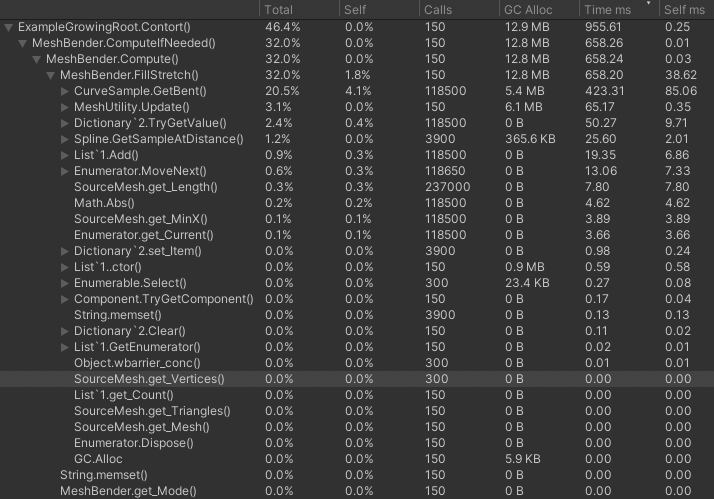 Total Self Calls GC Alloc Time ms Self ms
ExampleGrowingRoot.Contort() 46.4% 0.0% 150 12.9 MB 955.61 0.25
MeshBender.ComputeIfNeeded() 32.0% 0.0% 150 12.8 MB 658.26 0.01
MeshBender.Compute() 32.0% 0.0% 150 12.8 MB 658.24 0.03
MeshBender.FillStretch() 32.0% 1.8% 150 12.8 MB 658.20 38.62
CurveSample.GetBent() 20.5% 4.1% 118500 5.4 MB 423.31 85.06
MeshUtility.Update() 3.1% 0.0% 150 6.1 MB 65.17 0.35
Dictionary`2.TryGetValue() 2.4% 0.4% 118500 0 B 50.27 9.71
Spline.GetSampleAtDistance() 1.2% 0.0% 3900 365.6 KB 25.60 2.01
List`1.Add() 0.9% 0.3% 118500 0 B 19.35 6.86
Enumerator.MoveNext() 0.6% 0.3% 118650 0 B 13.06 7.33
SourceMesh.get_Length() 0.3% 0.3% 237000 0 B 7.80 7.80
Math.Abs() 0.2% 0.2% 118500 0 B 4.62 4.62
SourceMesh.get_MinX() 0.1% 0.1% 118500 0 B 3.89 3.89
Enumerator.get_Current() 0.1% 0.1% 118500 0 B 3.66 3.66
Dictionary`2.set_Item() 0.0% 0.0% 3900 0 B 0.98 0.24
List`1..ctor() 0.0% 0.0% 150 0.9 MB 0.59 0.58
Enumerable.Select() 0.0% 0.0% 300 23.4 KB 0.27 0.08
Component.TryGetComponent() 0.0% 0.0% 150 0 B 0.17 0.04
String.memset() 0.0% 0.0% 3900 0 B 0.13 0.13
Dictionary`2.Clear() 0.0% 0.0% 150 0 B 0.11 0.02
List`1.GetEnumerator() 0.0% 0.0% 150 0 B 0.02 0.01
Object.wbarrier_conc() 0.0% 0.0% 300 0 B 0.01 0.01
SourceMesh.get_Vertices() 0.0% 0.0% 300 0 B 0.00 0.00
List`1.get_Count() 0.0% 0.0% 150 0 B 0.00 0.00
SourceMesh.get_Triangles() 0.0% 0.0% 150 0 B 0.00 0.00
SourceMesh.get_Mesh() 0.0% 0.0% 150 0 B 0.00 0.00
Enumerator.Dispose() 0.0% 0.0% 150 0 B 0.00 0.00
GC.Alloc 0.0% 0.0% 150 5.9 KB 0.00 0.00
String.memset() 0.0% 0.0% 150 0 B 0.00 0.00
MeshBender.get_Mode() 0.0% 0.0% 150 0 B 0.00 0.00